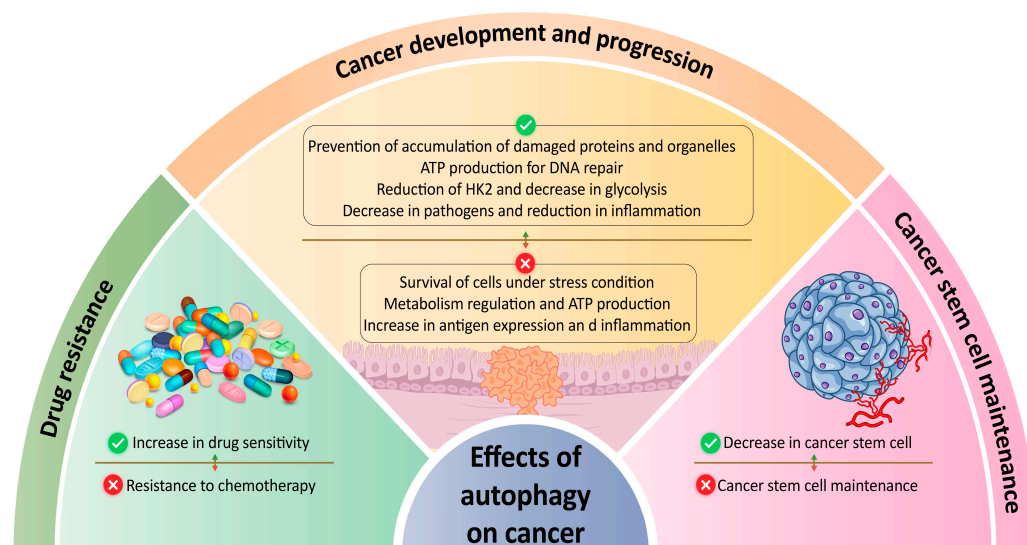 Cancer development and progression
Prevention of accumulation of damaged proteins and organelles
ATP production for DNA repair
Reduction of HK2 and decrease in glycolysis
Decrease in pathogens and reduction in inflammation
Survival of cells under stress condition
Metabolism regulation and ATP production
Increase in antigen expression an d inflammation
Drug resistance
Increase in drug sensitivity
Resistance to chemotherapy
Cancer stem cell maintenance
Decrease in cancer stem cell
Cancer stem cell maintenance
Effects of
autophagy
on cancer